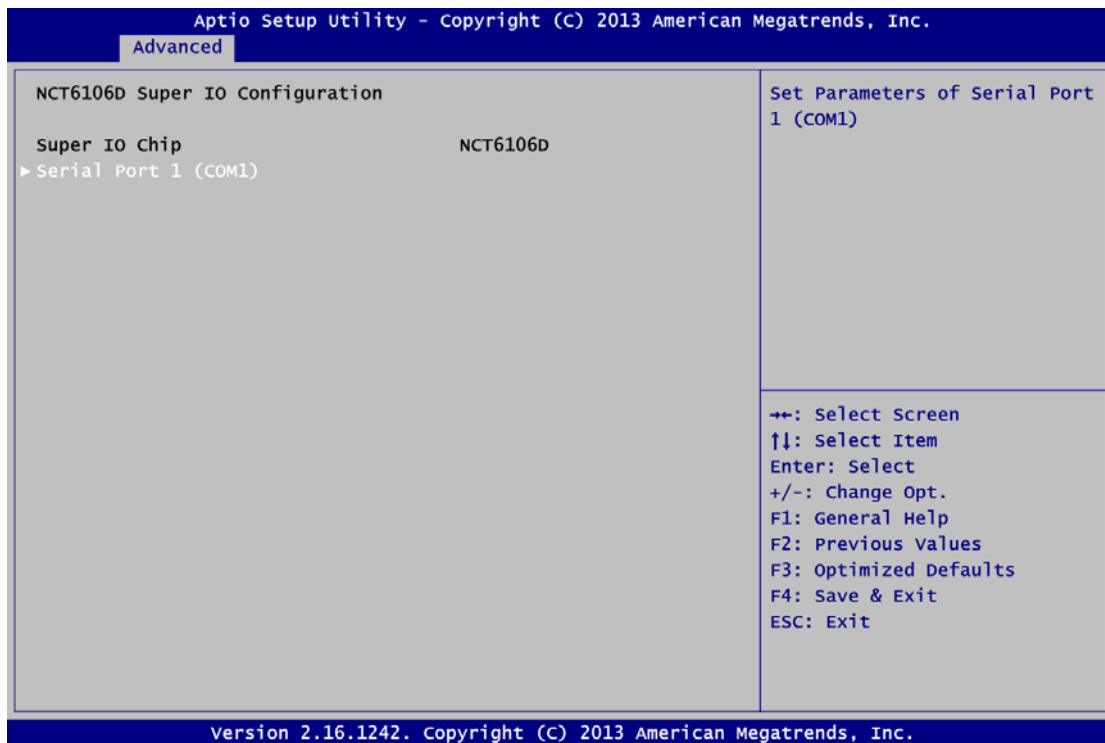 Aptio Setup Utility - Copyright (C) 2013 American Megatrends, Inc.
Advanced
NCT6106D Super IO Configuration
Super IO Chip NCT6106D
►Serial Port 1 (COM1)
Set Parameters of Serial Port
1 (COM1)
→←: Select Screen
↑↓: Select Item
Enter: Select
+/-: Change Opt.
F1: General Help
F2: Previous Values
F3: Optimized Defaults
F4: Save & Exit
ESC: Exit
Version 2.16.1242. Copyright (C) 2013 American Megatrends, Inc.